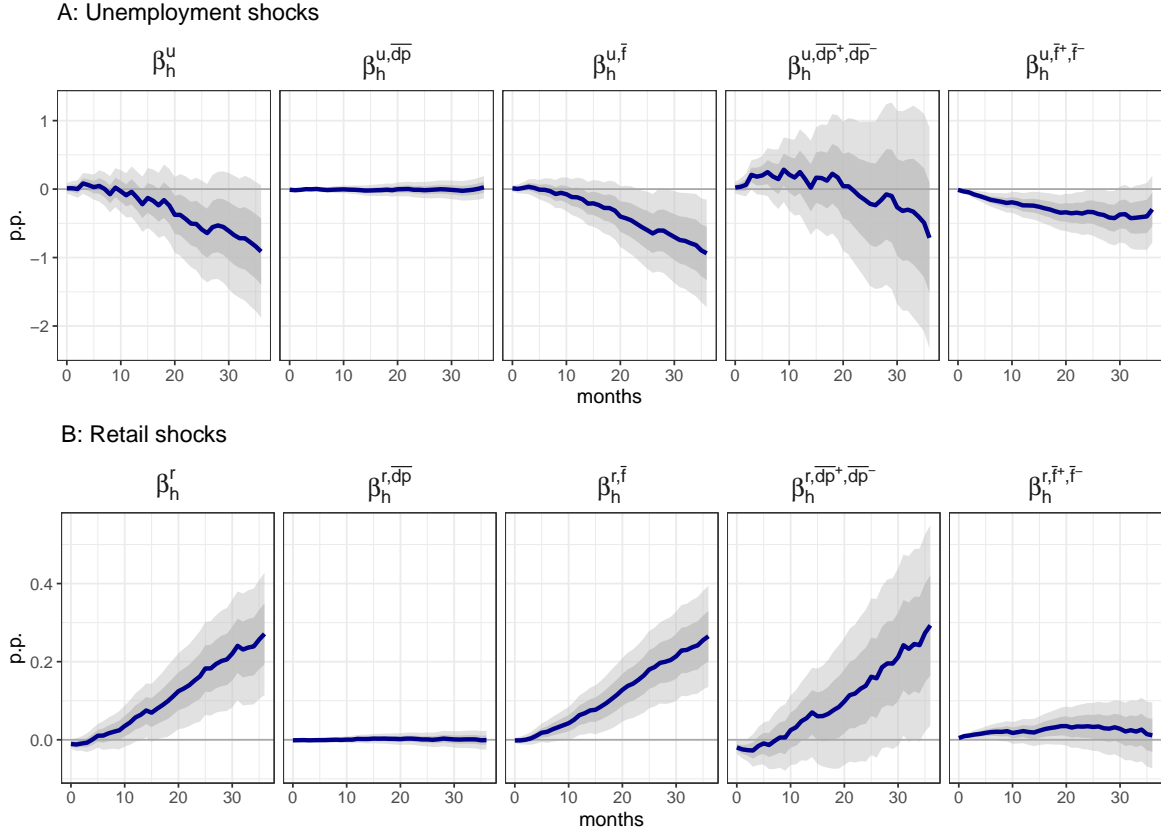 A: Unemployment shocks
β_h^u β_h^{u,\overline{dp}} β_h^{u,\bar{f}} β_h^{u,\overline{dp}^+,\overline{dp}^-} β_h^{u,\bar{f}^+,\bar{f}^-}
p.p.
1
0
−1
−2
0 10 20 30 0 10 20 30 0 10 20 30 0 10 20 30 0 10 20 30
months
B: Retail shocks
β_h^r β_h^{r,\overline{dp}} β_h^{r,\bar{f}} β_h^{r,\overline{dp}^+,\overline{dp}^-} β_h^{r,\bar{f}^+,\bar{f}^-}
p.p.
0.4
0.2
0.0
0 10 20 30 0 10 20 30 0 10 20 30 0 10 20 30 0 10 20 30
months